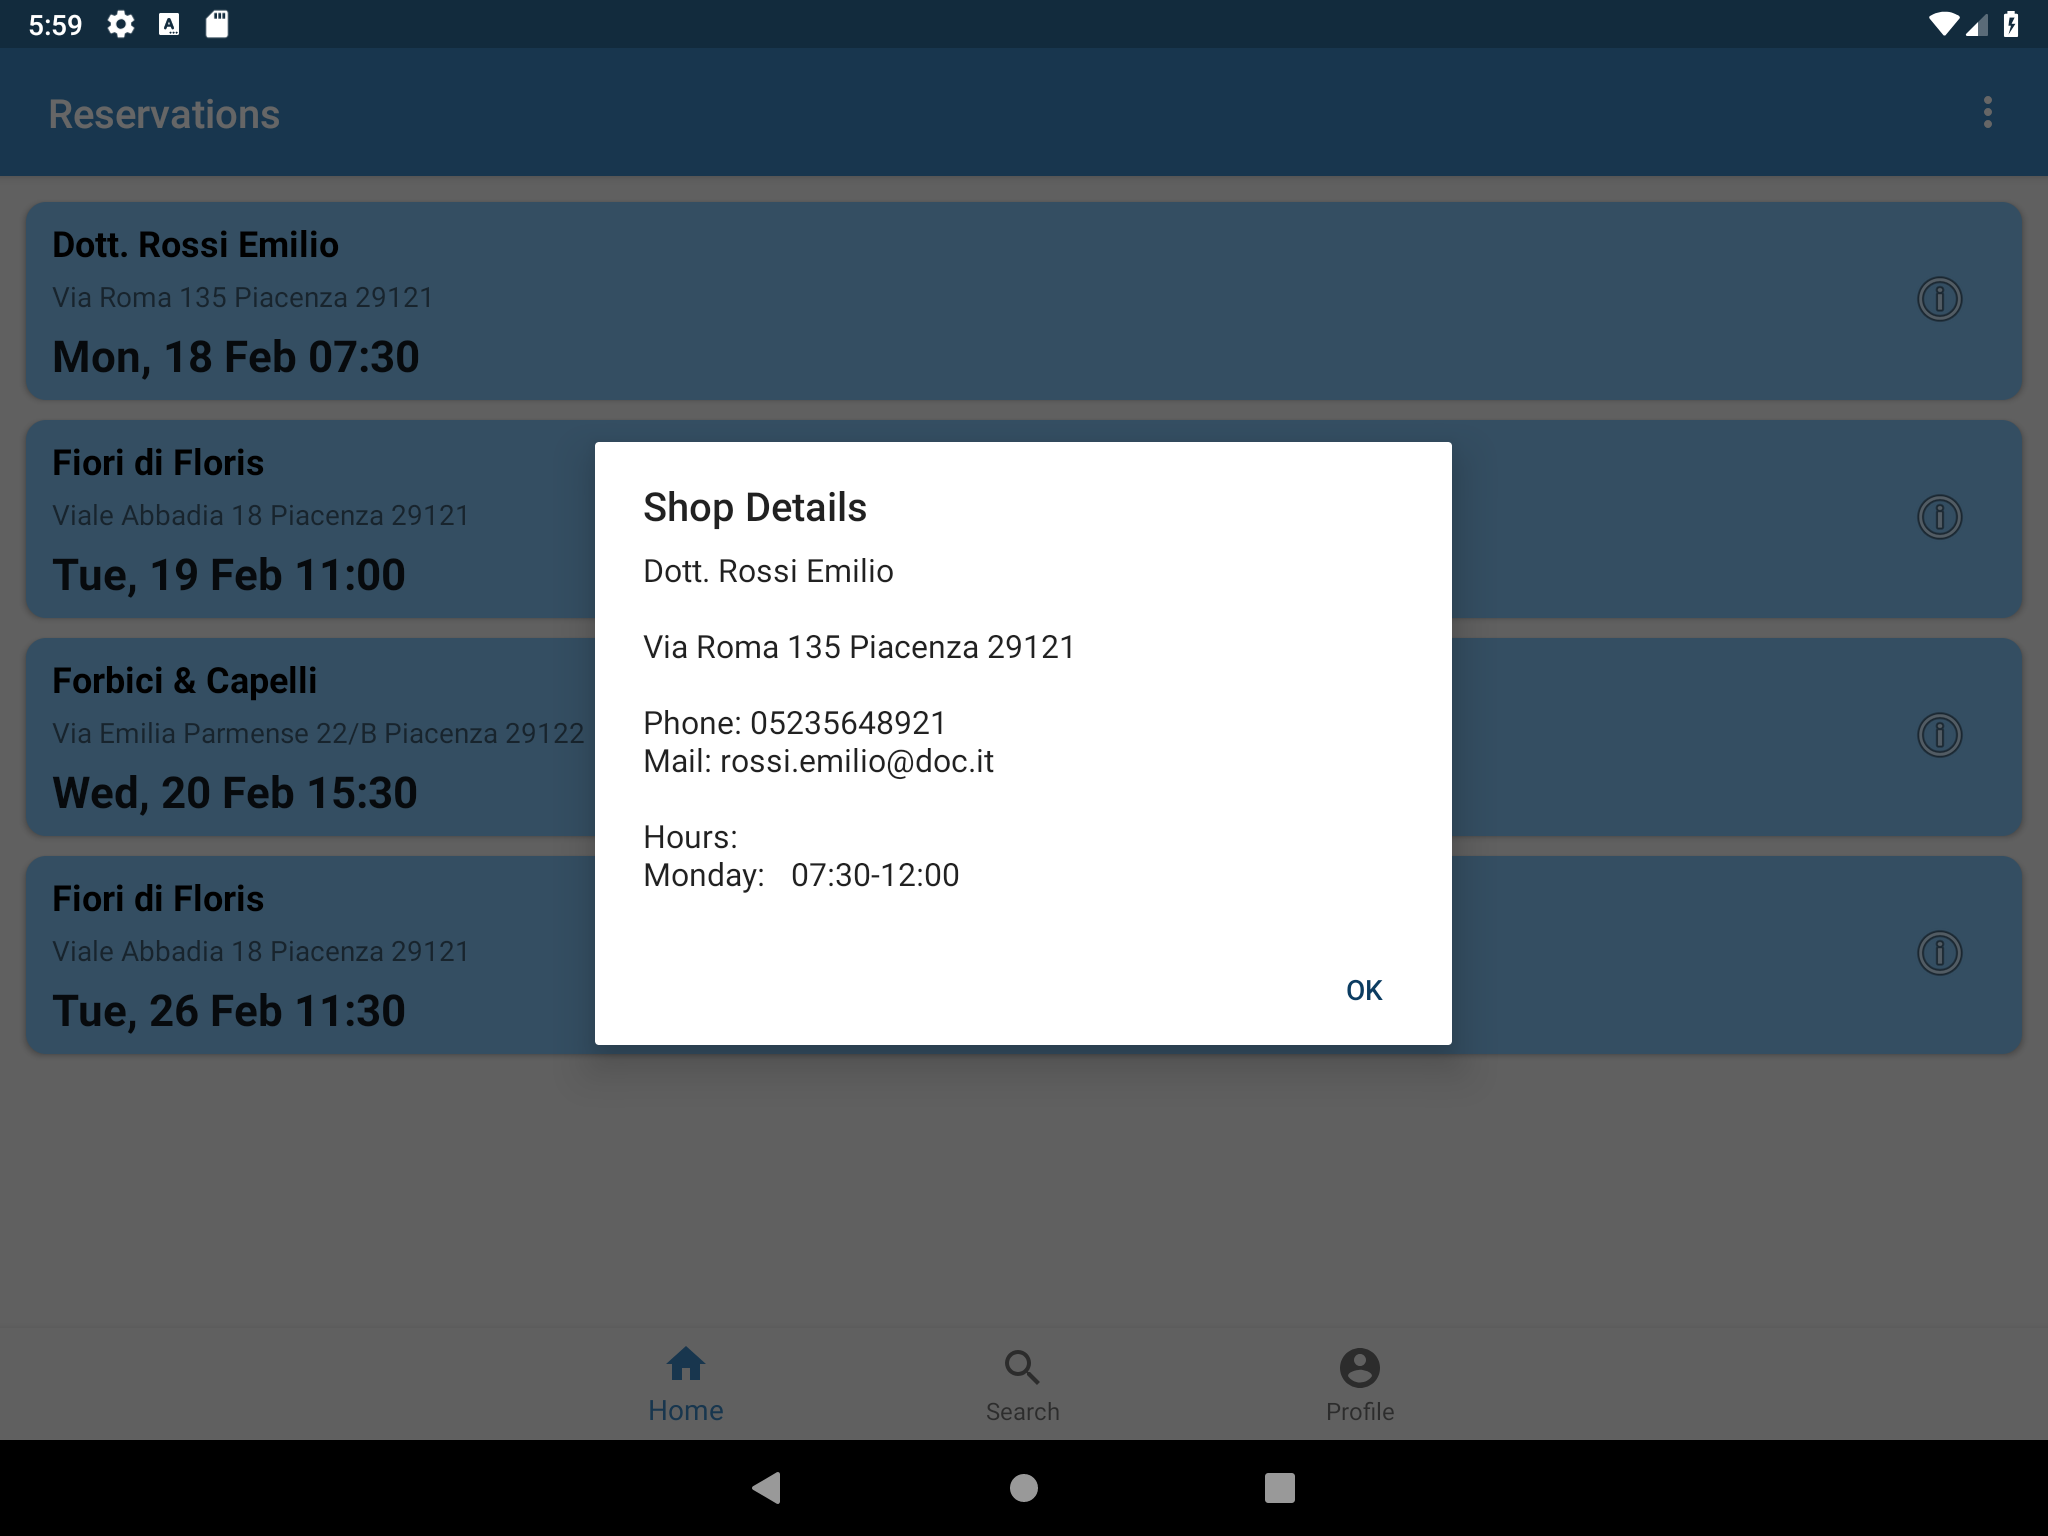 5:59
Reservations
Dott. Rossi Emilio
Via Roma 135 Piacenza 29121
Mon, 18 Feb 07:30
Fiori di Floris
Viale Abbadia 18 Piacenza 29121
Tue, 19 Feb 11:00
Forbici & Capelli
Via Emilia Parmense 22/B Piacenza 29122
Wed, 20 Feb 15:30
Fiori di Floris
Viale Abbadia 18 Piacenza 29121
Tue, 26 Feb 11:30
Shop Details
Dott. Rossi Emilio
Via Roma 135 Piacenza 29121
Phone: 05235648921
Mail: rossi.emilio@doc.it
Hours:
Monday: 07:30-12:00
OK
Home
Search
Profile